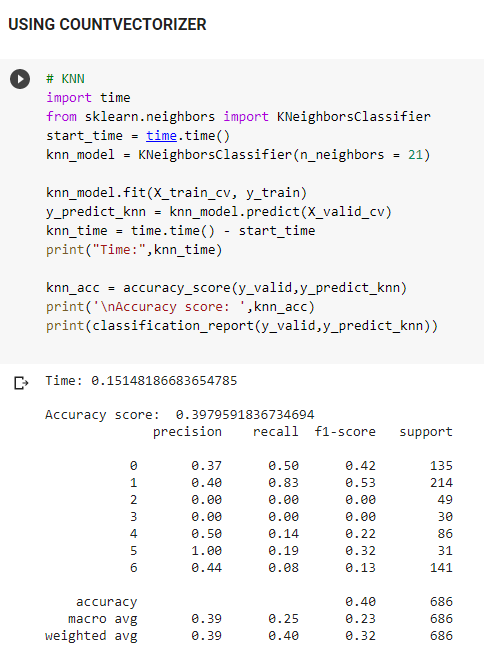 USING COUNTVECTORIZER
# KNN
import time
from sklearn.neighbors import KNeighborsClassifier
start_time = time.time()
knn_model = KNeighborsClassifier(n_neighbors = 21)
knn_model.fit(X_train_cv, y_train)
y_predict_knn = knn_model.predict(X_valid_cv)
knn_time = time.time() - start_time
print("Time:",knn_time)
knn_acc = accuracy_score(y_valid,y_predict_knn)
print('\nAccuracy score: ',knn_acc)
print(classification_report(y_valid,y_predict_knn))
Time: 0.15148186683654785
Accuracy score:  0.3979591836734694
precision recall f1-score support
0 0.37 0.50 0.42 135
1 0.40 0.83 0.53 214
2 0.00 0.00 0.00 49
3 0.00 0.00 0.00 30
4 0.50 0.14 0.22 86
5 1.00 0.19 0.32 31
6 0.44 0.08 0.13 141
accuracy 0.40 686
macro avg 0.39 0.25 0.23 686
weighted avg 0.39 0.40 0.32 686